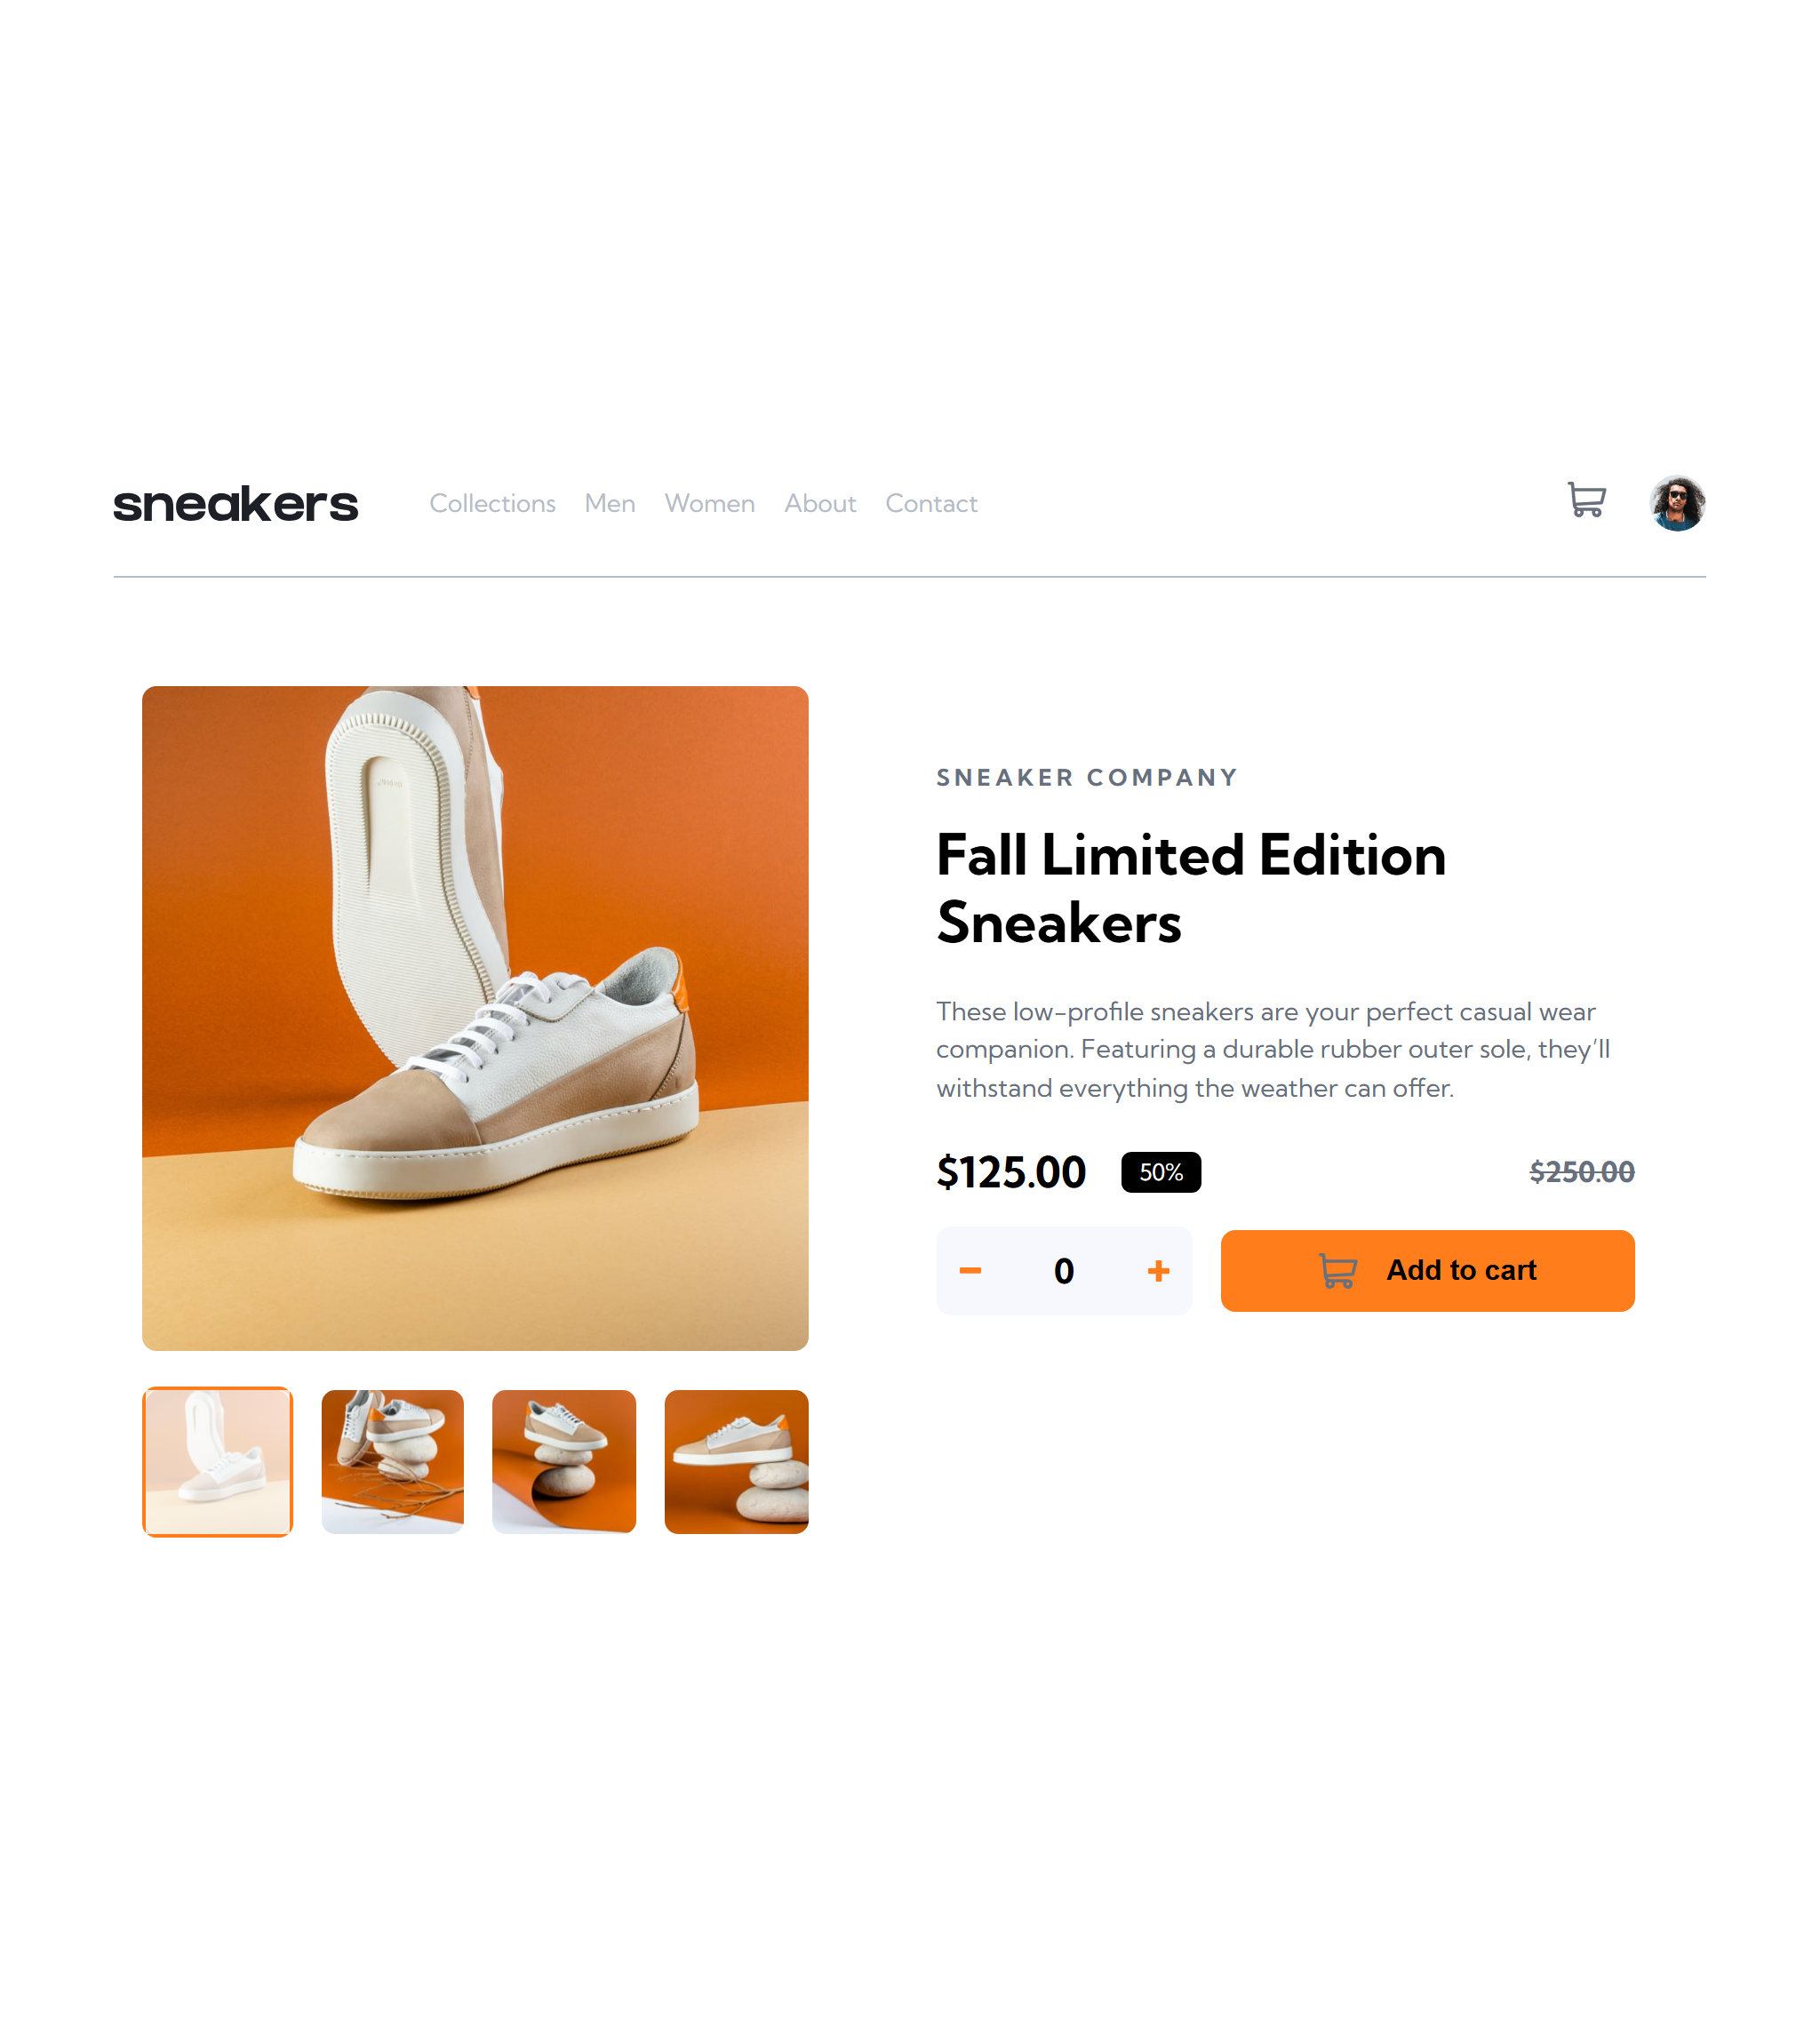 sneakers
Collections Men Women About Contact
SNEAKER COMPANY
Fall Limited Edition
Sneakers
These low-profile sneakers are your perfect casual wear
companion. Featuring a durable rubber outer sole, they’ll
withstand everything the weather can offer.
$125.00 50% $250.00
0 Add to cart